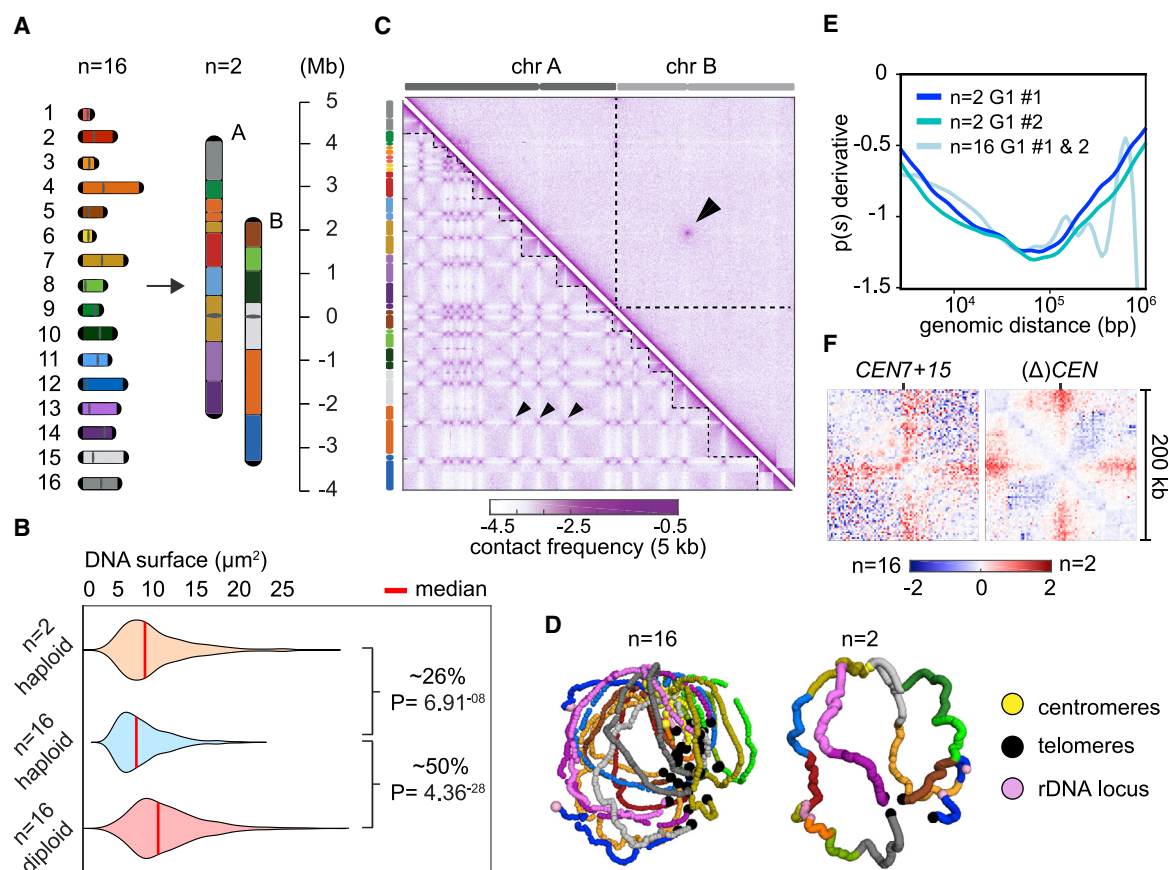 A
n=16
n=2
(Mb)
1
2
3
4
5
6
7
8
9
10
11
12
13
14
15
16
A
B
5
4
3
2
1
0
-1
-2
-3
-4
B
DNA surface (µm²)
0 5 10 15 20 25
median
n=2
haploid
n=16
haploid
n=16
diploid
~26%
P= 6.91⁻⁰⁸
~50%
P= 4.36⁻²⁸
C
chr A
chr B
-4.5 -2.5 -0.5
contact frequency (5 kb)
D
n=16
n=2
centromeres
telomeres
rDNA locus
E
0
-0.5
-1
-1.5
p(s) derivative
n=2 G1 #1
n=2 G1 #2
n=16 G1 #1 & 2
10⁴ 10⁵ 10⁶
genomic distance (bp)
F
CEN7+15
(Δ)CEN
200 kb
n=16
n=2
-2 0 2